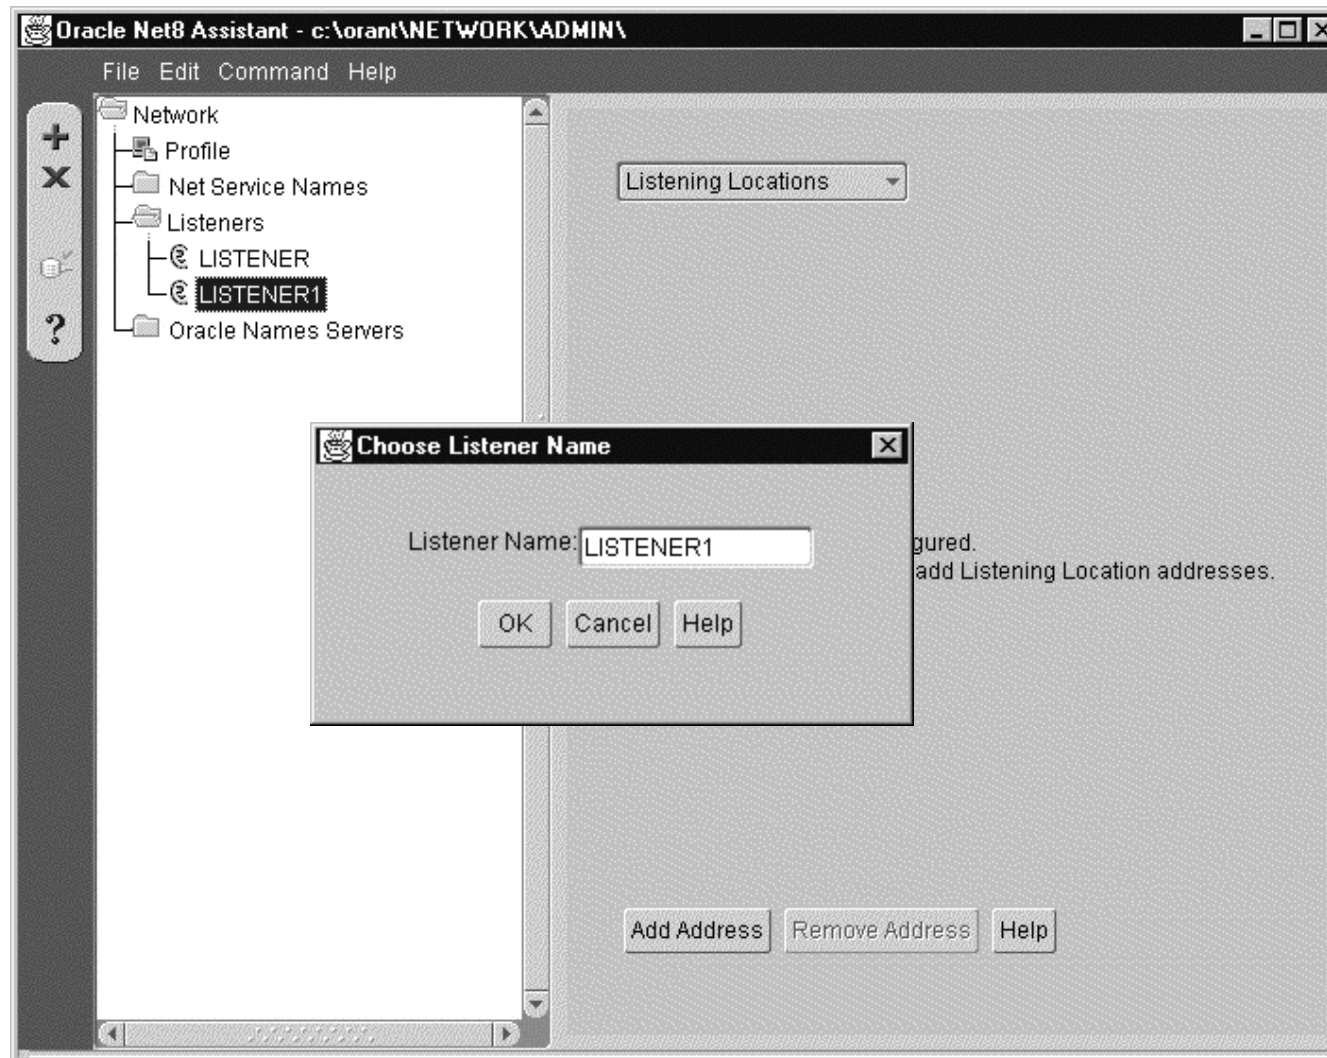 Oracle Net8 Assistant - c:\orant\NETWORK\ADMIN\
File Edit Command Help
Network
Profile
Net Service Names
Listeners
LISTENER
LISTENER1
Oracle Names Servers
Listening Locations
Choose Listener Name
Listener Name: LISTENER1
OK Cancel Help
gured.
add Listening Location addresses.
Add Address Remove Address Help